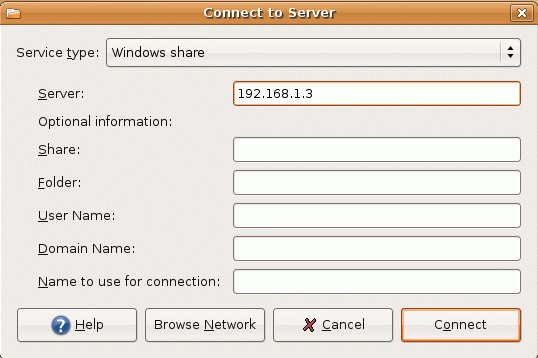 Connect to Server
Service type: Windows share
Server: 192.168.1.3
Optional information:
Share:
Folder:
User Name:
Domain Name:
Name to use for connection:
Help Browse Network Cancel Connect